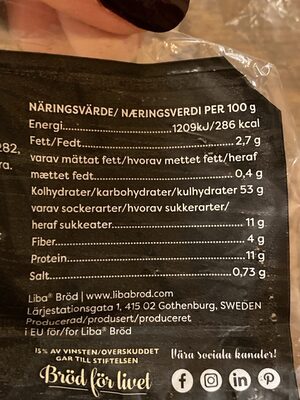 NÄRINGSVÄRDE/ NÆRINGSVERDI PER 100 g
Energi..........................1209kJ/286 kcal
Fett/Fedt..........................................2,7 g
varav mättat fett/hvorav mettet fett/heraf
mættet fedt.......................................0,4 g
Kolhydrater/karbohydrater/kulhydrater 53 g
varav sockerarter/hvorav sukkerarter/
heraf sukkeater................................11 g
Fiber.................................................4 g
Protein..............................................11 g
Salt..................................................0,73 g
282,
ra.
Liba® Bröd | www.libabrod.com
Lärjestationsgata 1, 415 02 Gothenburg, SWEDEN
Producerad/produsert/produceret
i EU för/for Liba® Bröd
15% AV VINSTEN/OVERSKUDDET
GÅR TILL STIFTELSEN
Bröd för livet
Våra sociala kanaler!